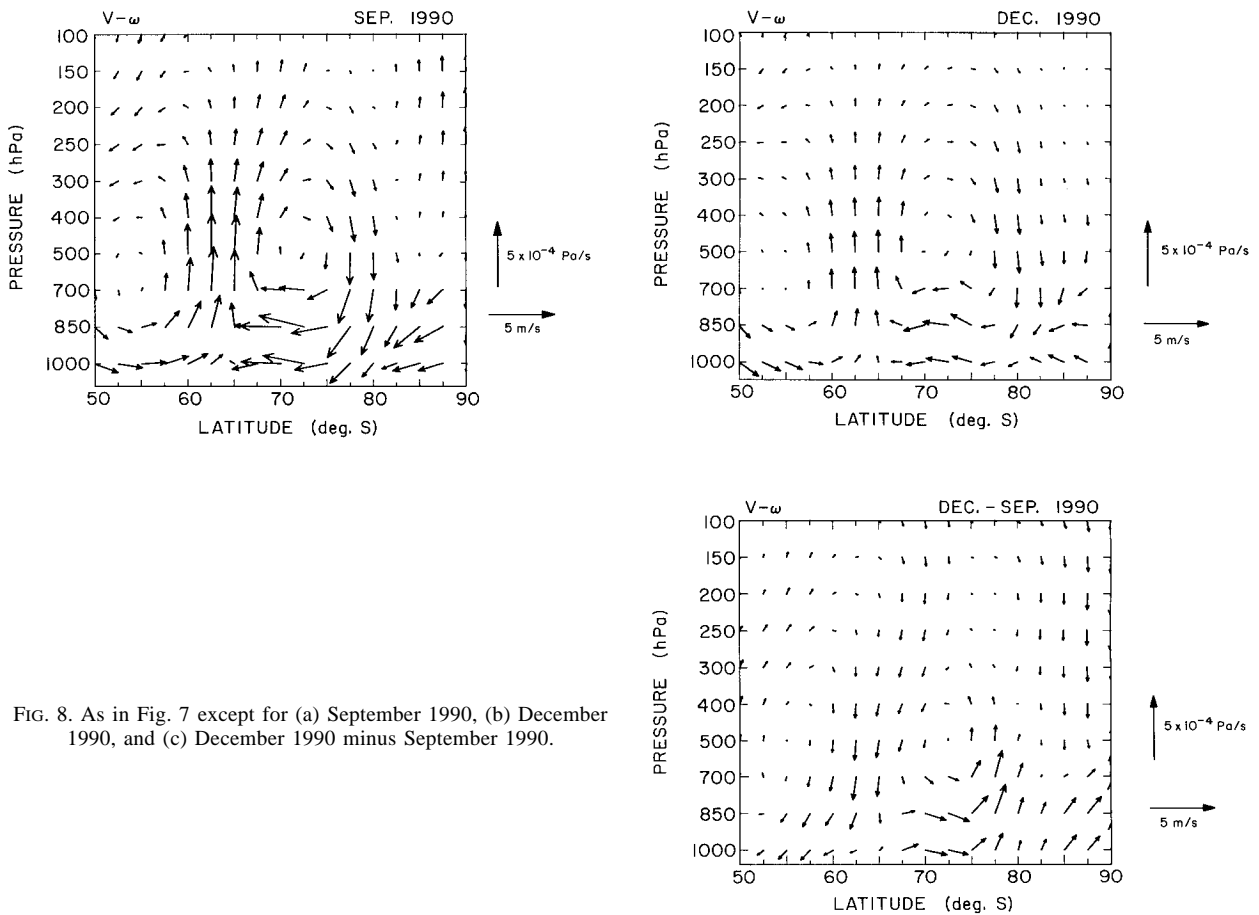 V-ω SEP. 1990
100
150
200
250
300
400
500
700
850
1000
PRESSURE (hPa)
50 60 70 80 90
LATITUDE (deg. S)
5 x 10⁻⁴ Pa/s
5 m/s
V-ω DEC. 1990
100
150
200
250
300
400
500
700
850
1000
PRESSURE (hPa)
50 60 70 80 90
LATITUDE (deg. S)
5 x 10⁻⁴ Pa/s
5 m/s
V-ω DEC. – SEP. 1990
100
150
200
250
300
400
500
700
850
1000
PRESSURE (hPa)
50 60 70 80 90
LATITUDE (deg. S)
5 x 10⁻⁴ Pa/s
5 m/s
FIG. 8. As in Fig. 7 except for (a) September 1990, (b) December
1990, and (c) December 1990 minus September 1990.